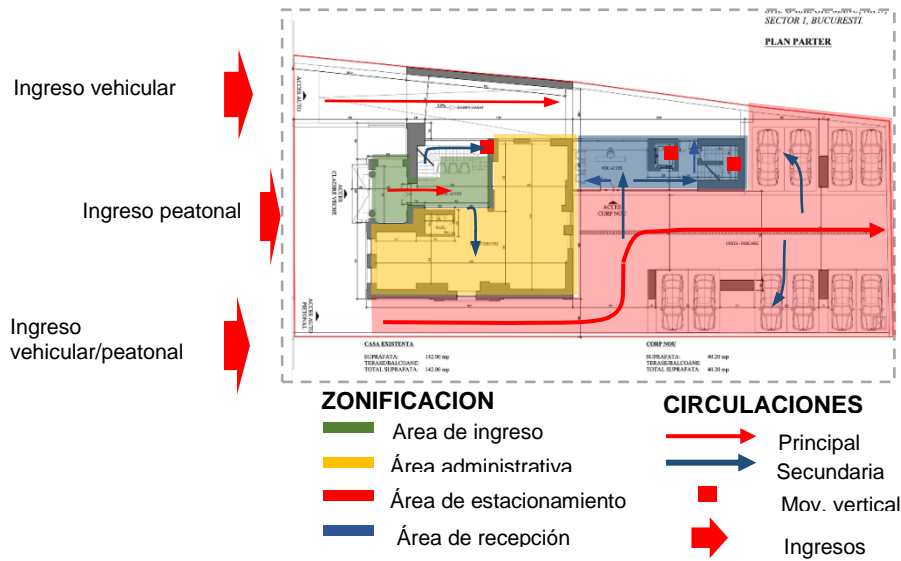 SECTOR 1, BUCURESTI.
PLAN PARTER
Ingreso vehicular
ACCES AUTO
RAMPA GARAJ
Ingreso peatonal
ACCES
CLADIRE VECHE
ACCES
CORP NOU
Ingreso
vehicular/peatonal
ACCES AUTO
PIETONAL
CASA EXISTENTA
SUPRAFATA: 142,00 mp
TERASE/BALCOANE:
TOTAL SUPRAFATA: 142,00 mp
CORP NOU
SUPRAFATA: 40,20 mp
TERASE/BALCOANE:
TOTAL SUPRAFATA: 40,20 mp
ZONIFICACION
Area de ingreso
Área administrativa
Área de estacionamiento
Área de recepción
CIRCULACIONES
Principal
Secundaria
Mov. vertical
Ingresos